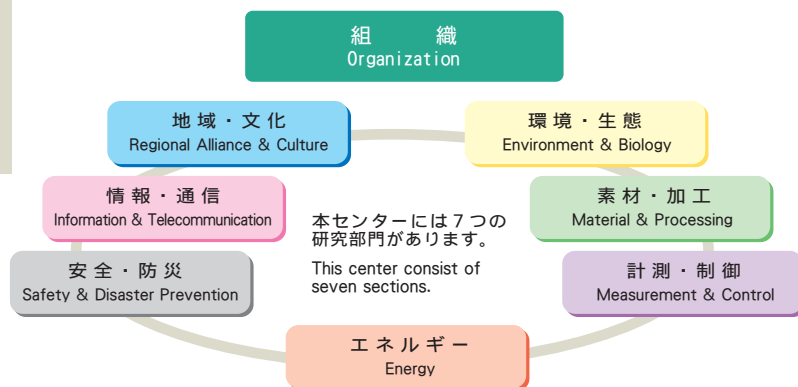 組織
Organization
地域・文化
Regional Alliance & Culture
環境・生態
Environment & Biology
情報・通信
Information & Telecommunication
素材・加工
Material & Processing
本センターには７つの
研究部門があります。
This center consist of
seven sections.
安全・防災
Safety & Disaster Prevention
計測・制御
Measurement & Control
エネルギー
Energy